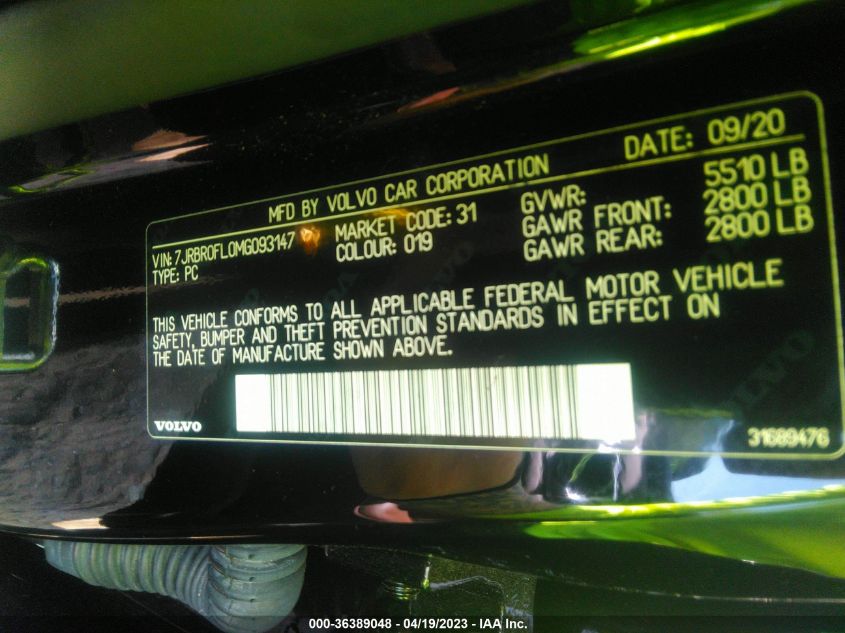 MFD BY VOLVO CAR CORPORATION DATE: 09/20
VIN: 7JRBR0FL0MG093147 MARKET CODE: 31 GVWR: 5510 LB
TYPE: PC COLOUR: 019 GAWR FRONT: 2800 LB
GAWR REAR: 2800 LB
THIS VEHICLE CONFORMS TO ALL APPLICABLE FEDERAL MOTOR VEHICLE
SAFETY, BUMPER AND THEFT PREVENTION STANDARDS IN EFFECT ON
THE DATE OF MANUFACTURE SHOWN ABOVE.
VOLVO 31689476
000-36389048 - 04/19/2023 - IAA Inc.